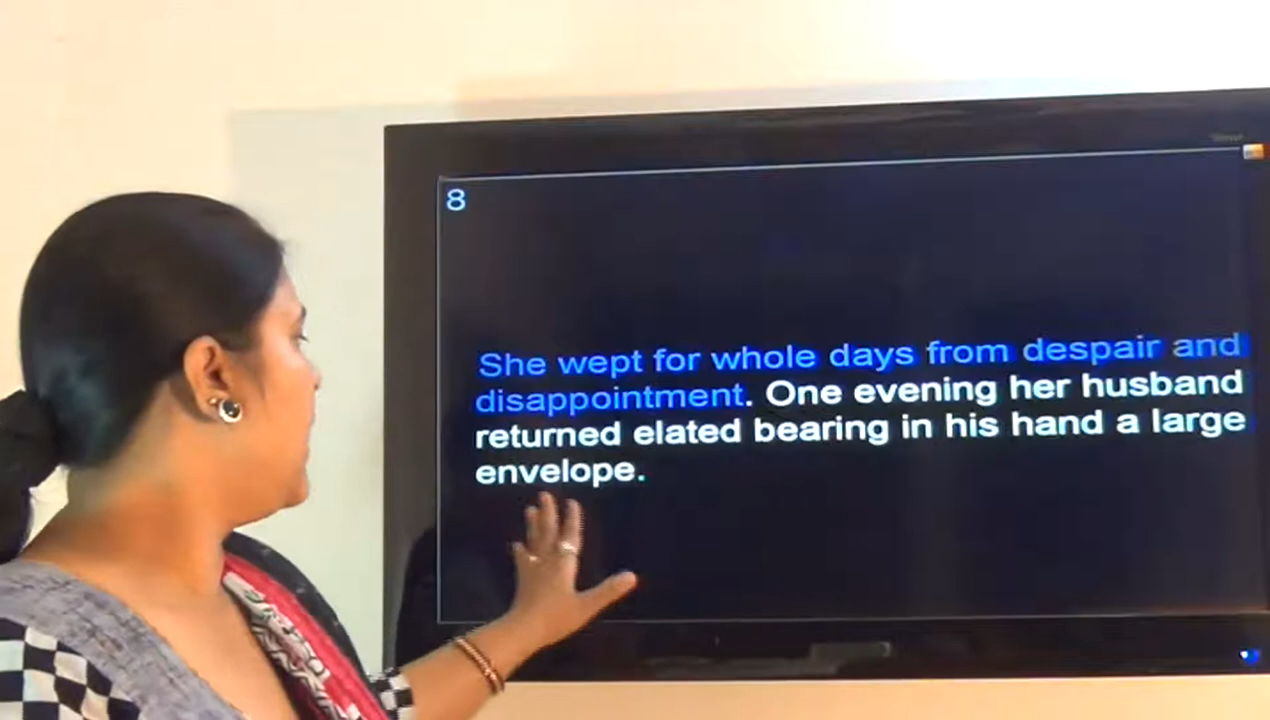 8
She wept for whole days from despair and
disappointment. One evening her husband
returned elated bearing in his hand a large
envelope.